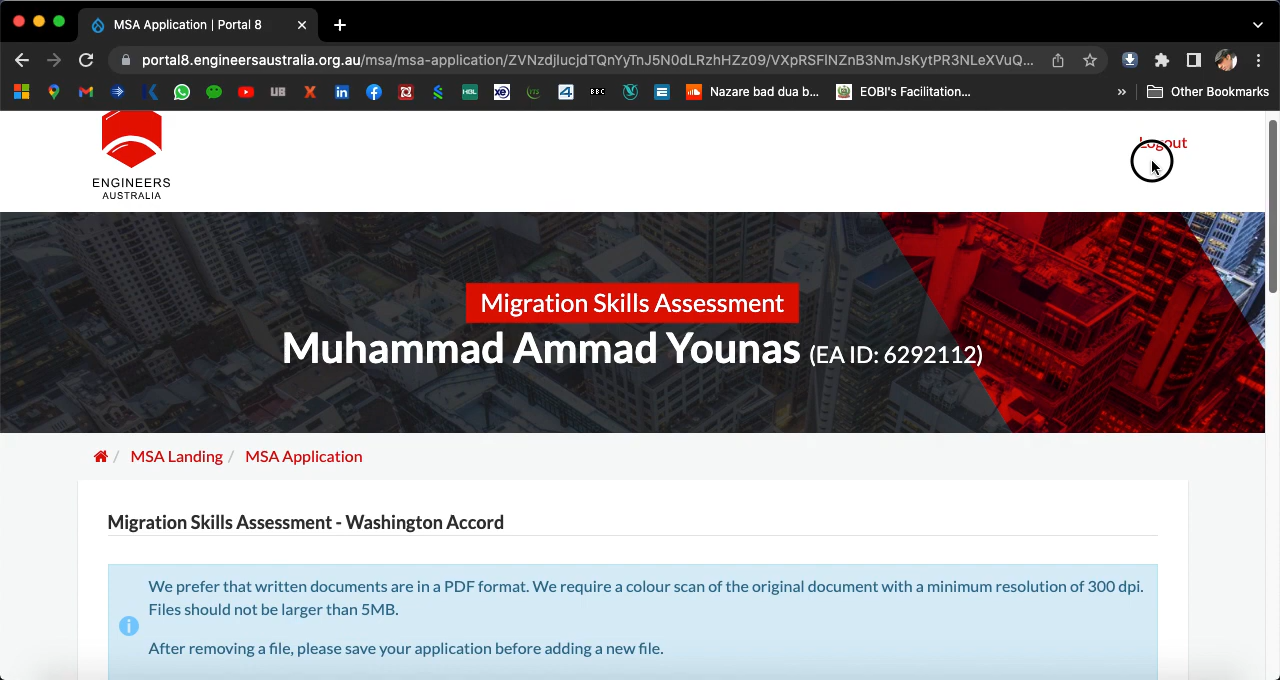 MSA Application | Portal 8
portal8.engineersaustralia.org.au/msa/msa-application/ZVNzdjlucjdTQnYyTnJ5N0dLRzhHZz09/VXpRSFlNZnB3NmJsKytPR3NLeXVuQ...
UB
X
HBL
xe
BBC
Nazare bad dua b...
EOBI's Facilitation...
»
Other Bookmarks
ENGINEERS
AUSTRALIA
Logout
Migration Skills Assessment
Muhammad Ammad Younas (EA ID: 6292112)
/ MSA Landing / MSA Application
Migration Skills Assessment - Washington Accord
We prefer that written documents are in a PDF format. We require a colour scan of the original document with a minimum resolution of 300 dpi.
Files should not be larger than 5MB.
After removing a file, please save your application before adding a new file.